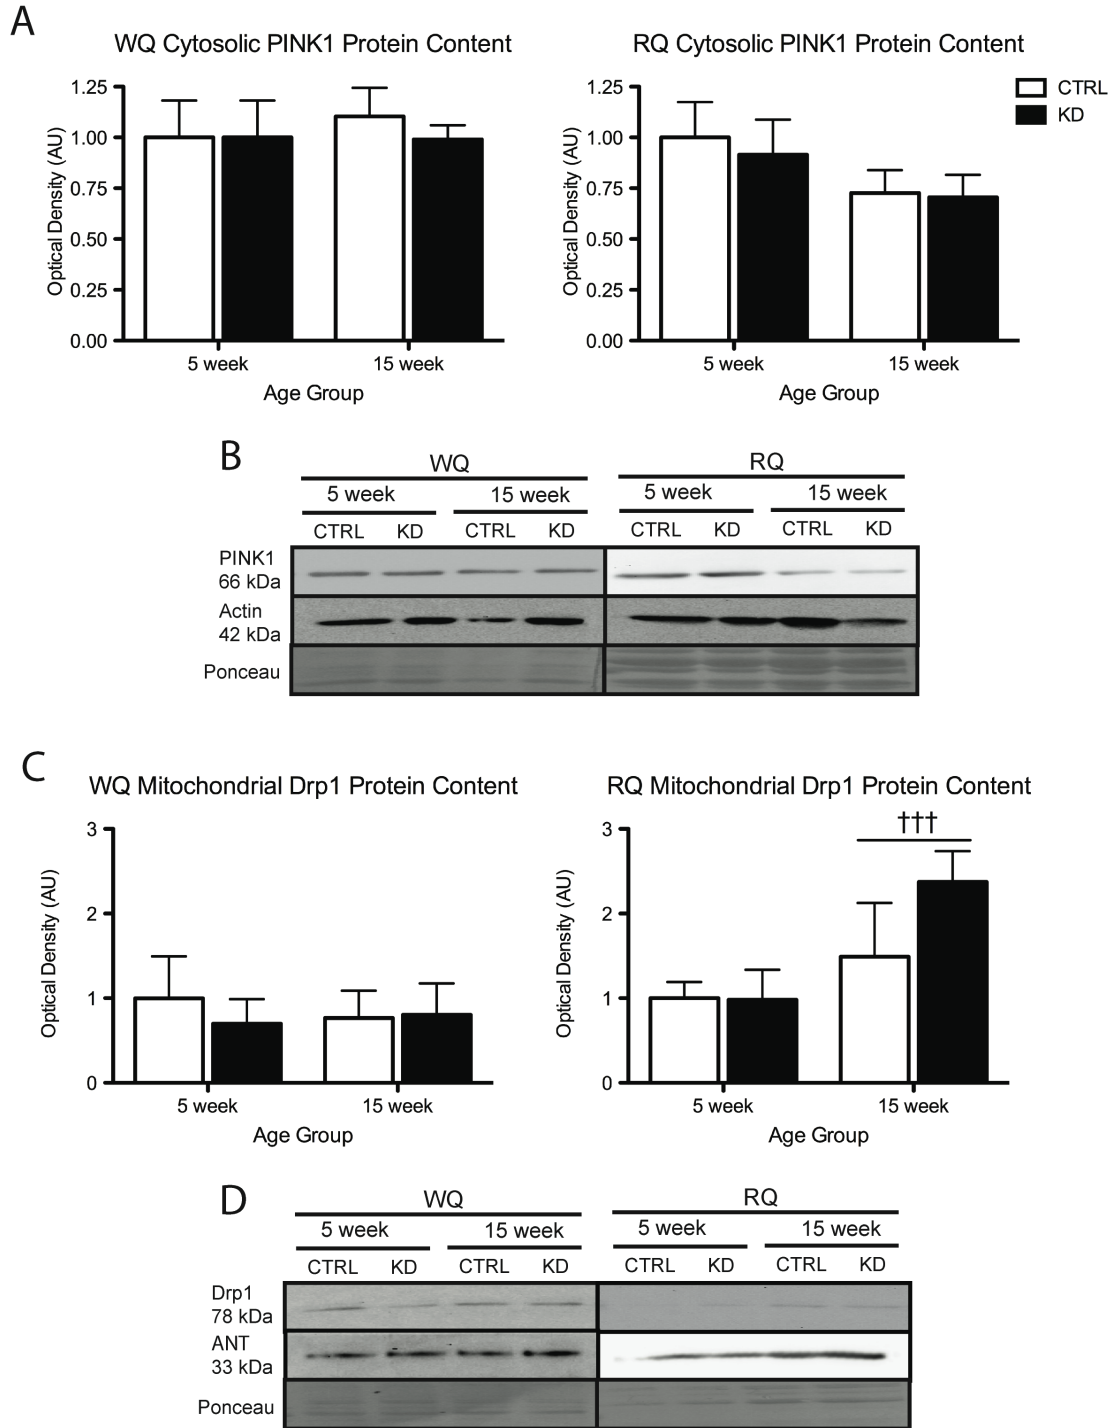 A
WQ Cytosolic PINK1 Protein Content
RQ Cytosolic PINK1 Protein Content
CTRL
KD
Optical Density (AU)
1.25
1.00
0.75
0.50
0.25
0.00
5 week
15 week
Age Group
Optical Density (AU)
1.25
1.00
0.75
0.50
0.25
0.00
5 week
15 week
Age Group
B
WQ
RQ
5 week
15 week
5 week
15 week
CTRL
KD
CTRL
KD
CTRL
KD
CTRL
KD
PINK1
66 kDa
Actin
42 kDa
Ponceau
C
WQ Mitochondrial Drp1 Protein Content
RQ Mitochondrial Drp1 Protein Content
Optical Density (AU)
3
2
1
0
5 week
15 week
Age Group
Optical Density (AU)
3
2
1
0
†††
5 week
15 week
Age Group
D
WQ
RQ
5 week
15 week
5 week
15 week
CTRL
KD
CTRL
KD
CTRL
KD
CTRL
KD
Drp1
78 kDa
ANT
33 kDa
Ponceau